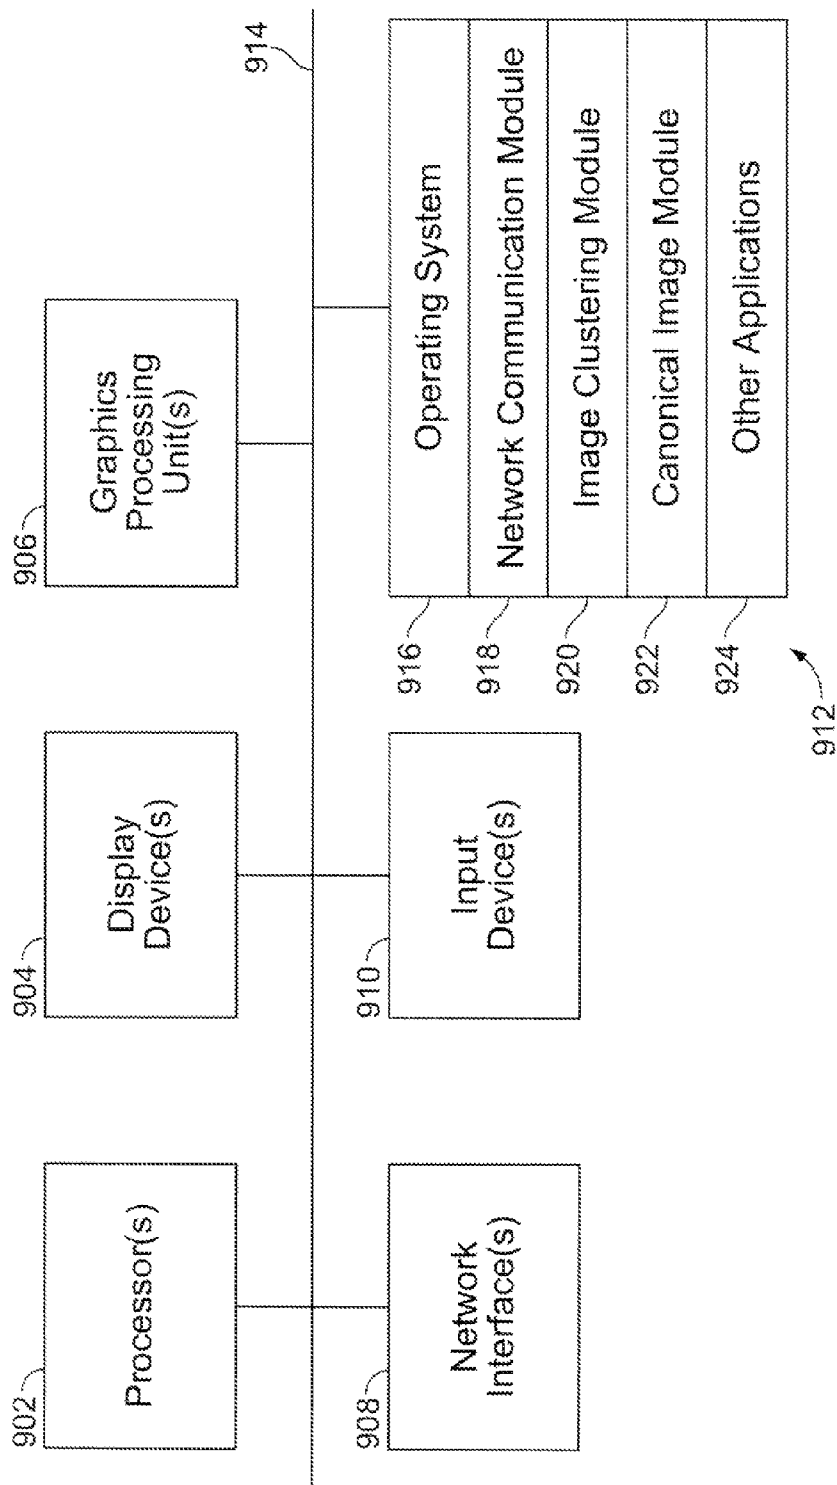 902
Processor(s)
904
Display
Device(s)
906
Graphics
Processing
Unit(s)
914
908
Network
Interface(s)
910
Input
Device(s)
916
Operating System
918
Network Communication Module
920
Image Clustering Module
922
Canonical Image Module
924
Other Applications
912